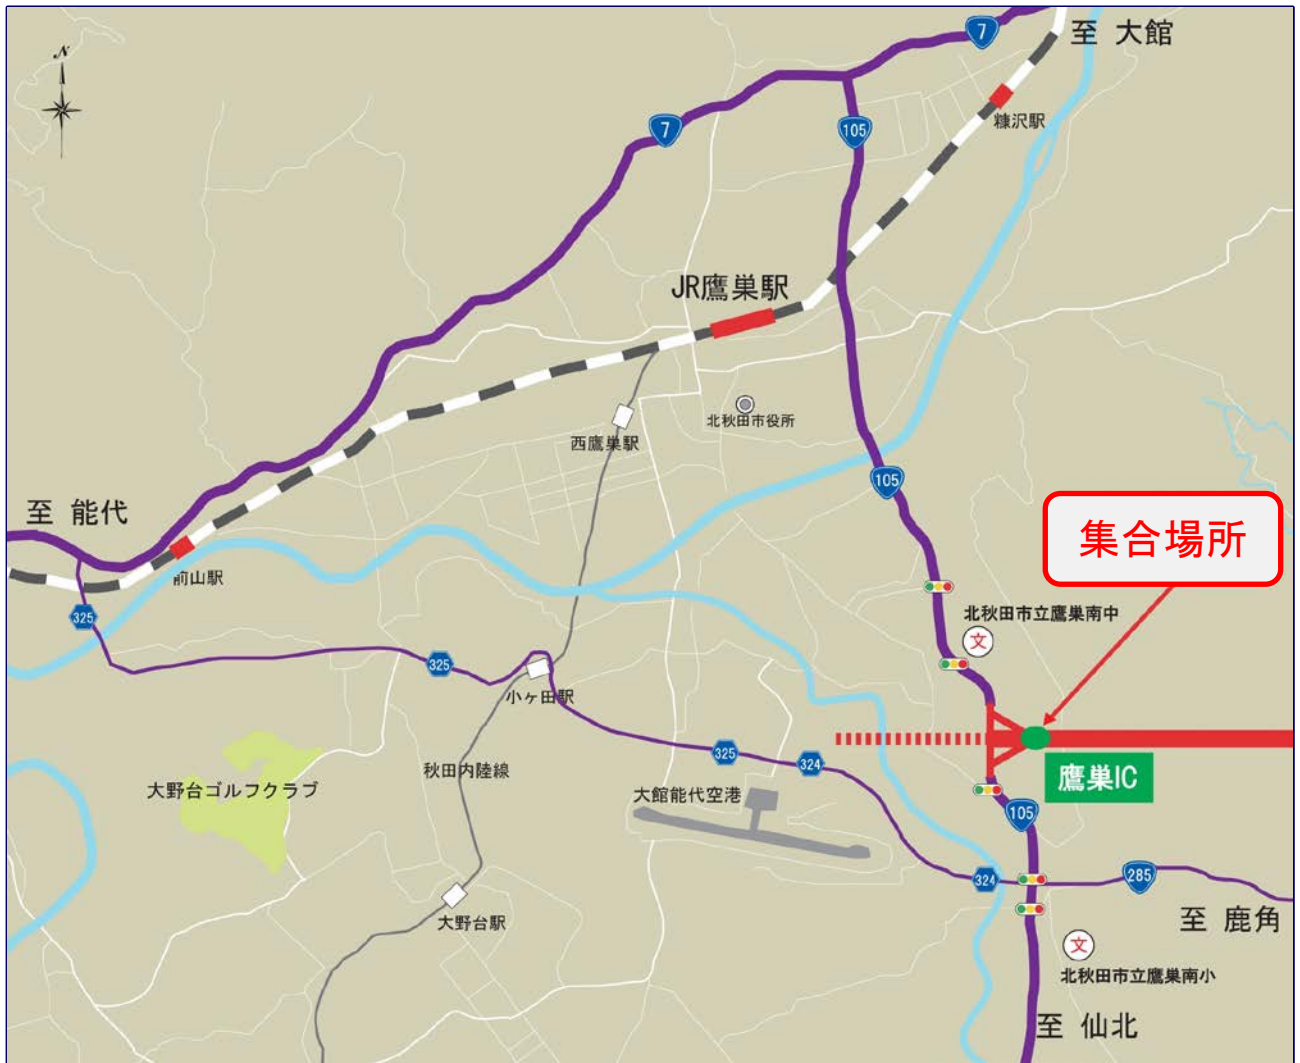 N
7
至 大館
糠沢駅
7
105
JR鷹巣駅
北秋田市役所
西鷹巣駅
105
至 能代
集合場所
前山駅
325
北秋田市立鷹巣南中
文
325
小ヶ田駅
325
324
秋田内陸線
鷹巣IC
大野台ゴルフクラブ
大館能代空港
105
324
285
大野台駅
至 鹿角
文
北秋田市立鷹巣南小
至 仙北